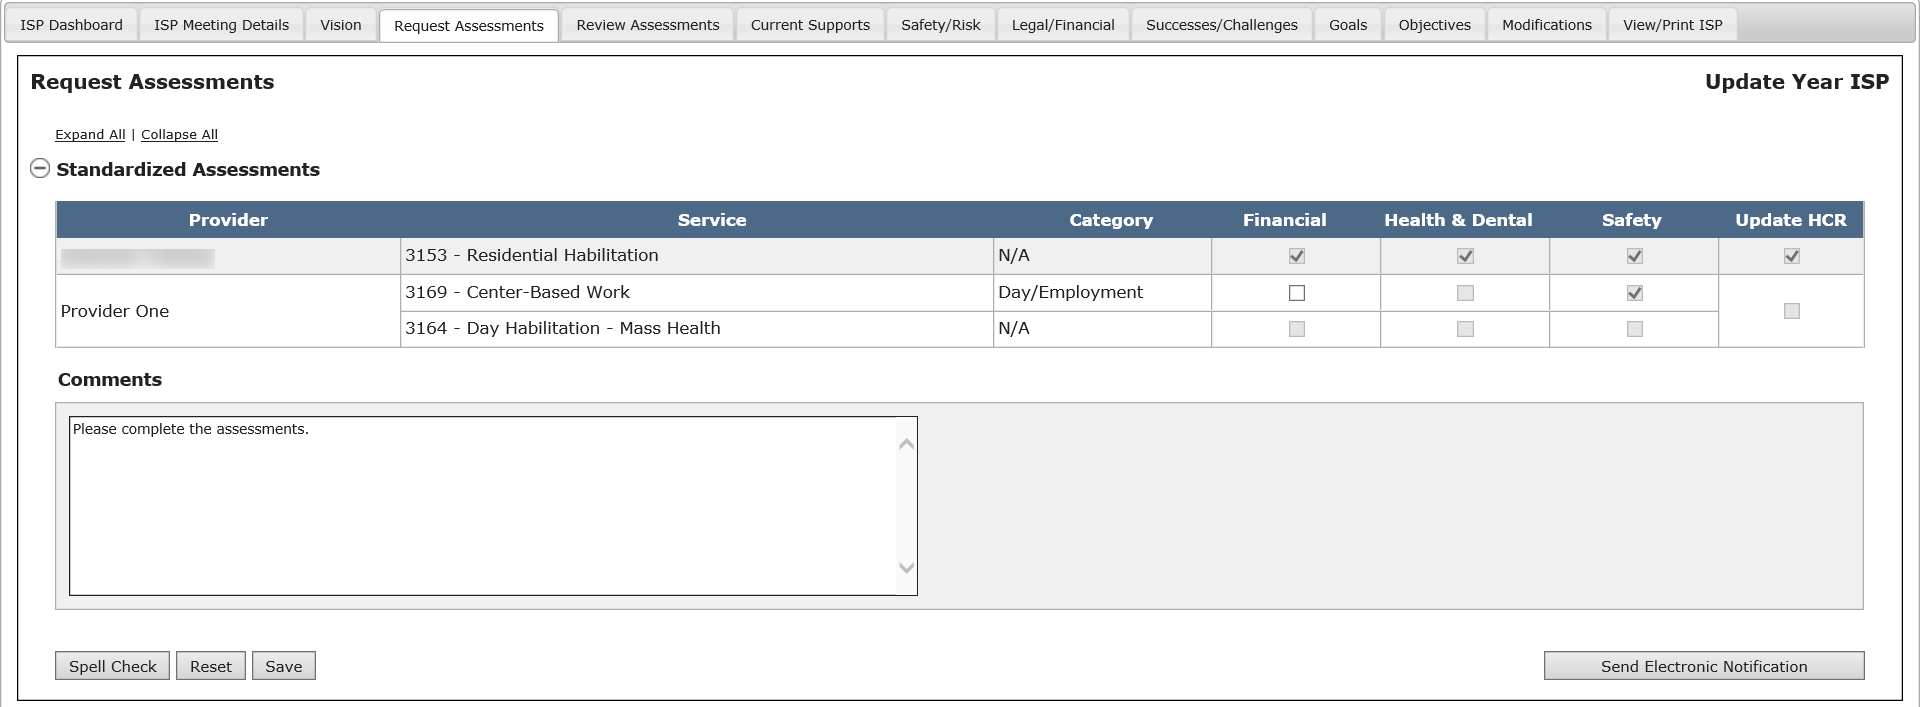 ISP Dashboard ISP Meeting Details Vision Request Assessments Review Assessments Current Supports Safety/Risk Legal/Financial Successes/Challenges Goals Objectives Modifications View/Print ISP
Request Assessments Update Year ISP
Expand All | Collapse All
Standardized Assessments
Provider Service Category Financial Health & Dental Safety Update HCR
3153 - Residential Habilitation N/A
Provider One
3169 - Center-Based Work Day/Employment
3164 - Day Habilitation - Mass Health N/A
Comments
Please complete the assessments.
Spell Check Reset Save Send Electronic Notification